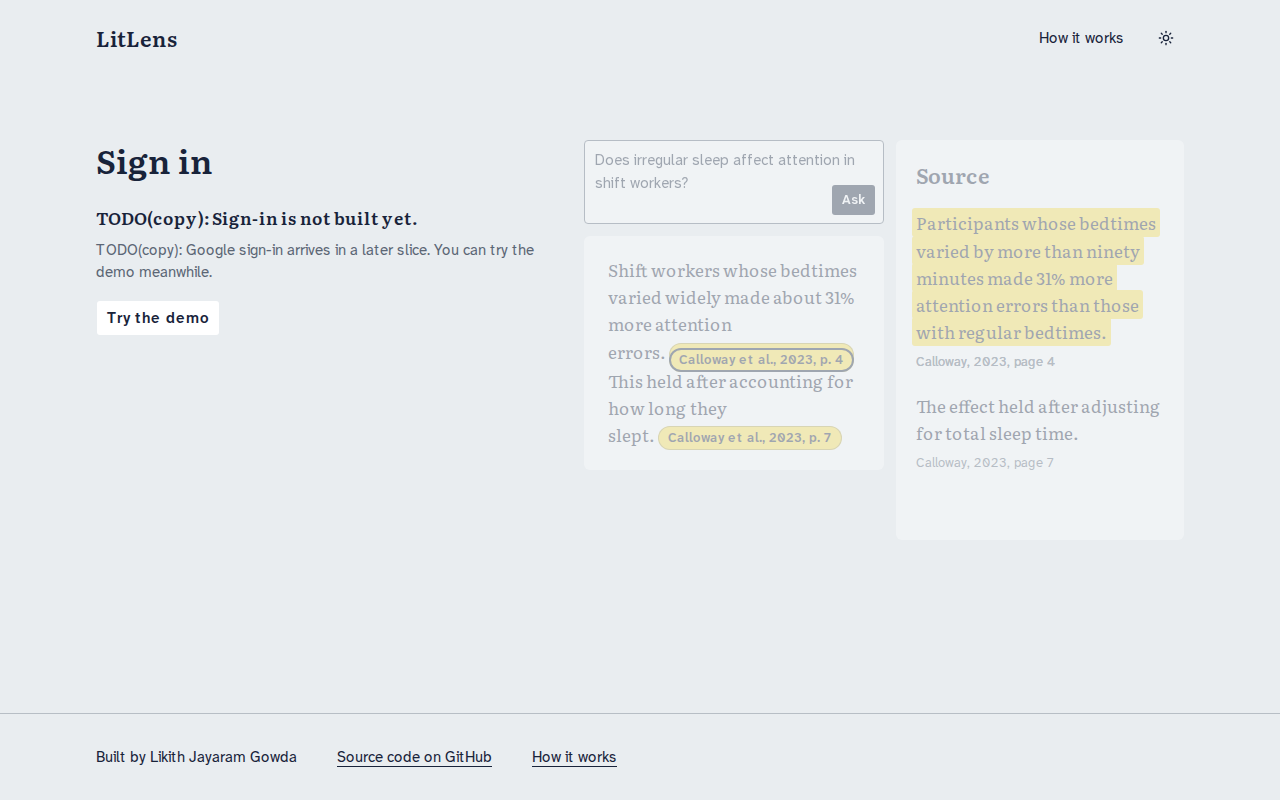 LitLens
How it works
Sign in
TODO(copy): Sign-in is not built yet.
TODO(copy): Google sign-in arrives in a later slice. You can try the
demo meanwhile.
Try the demo
Does irregular sleep affect attention in
shift workers?
Ask
Shift workers whose bedtimes
varied widely made about 31%
more attention
errors. Calloway et al., 2023, p. 4
This held after accounting for
how long they
slept. Calloway et al., 2023, p. 7
Source
Participants whose bedtimes
varied by more than ninety
minutes made 31% more
attention errors than those
with regular bedtimes.
Calloway, 2023, page 4
The effect held after adjusting
for total sleep time.
Calloway, 2023, page 7
Built by Likith Jayaram Gowda
Source code on GitHub
How it works